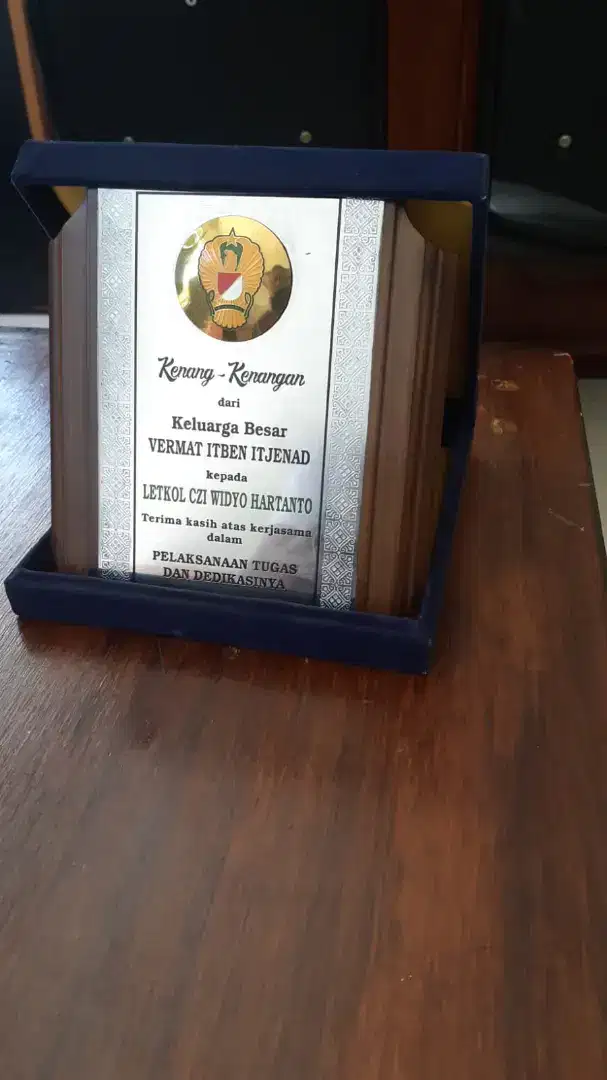 Kenang - Kenangan
dari
Keluarga Besar
VERMAT ITBEN ITJENAD
kepada
LETKOL CZI WIDYO HARTANTO
Terima kasih atas kerjasama
dalam
PELAKSANAAN TUGAS
DAN DEDIKASINYA